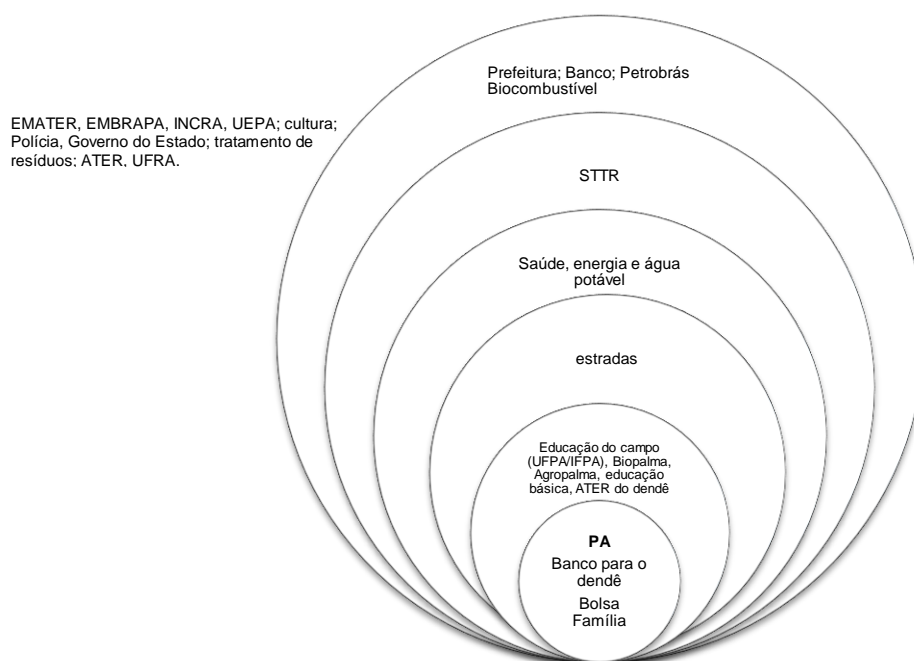 Prefeitura; Banco; Petrobrás
Biocombustível
EMATER, EMBRAPA, INCRA, UEPA; cultura;
Polícia, Governo do Estado; tratamento de
resíduos; ATER, UFRA.
STTR
Saúde, energia e água
potável
estradas
Educação do campo
(UFPA/IFPA), Biopalma,
Agropalma, educação
básica, ATER do dendê
PA
Banco para o
dendê
Bolsa
Família